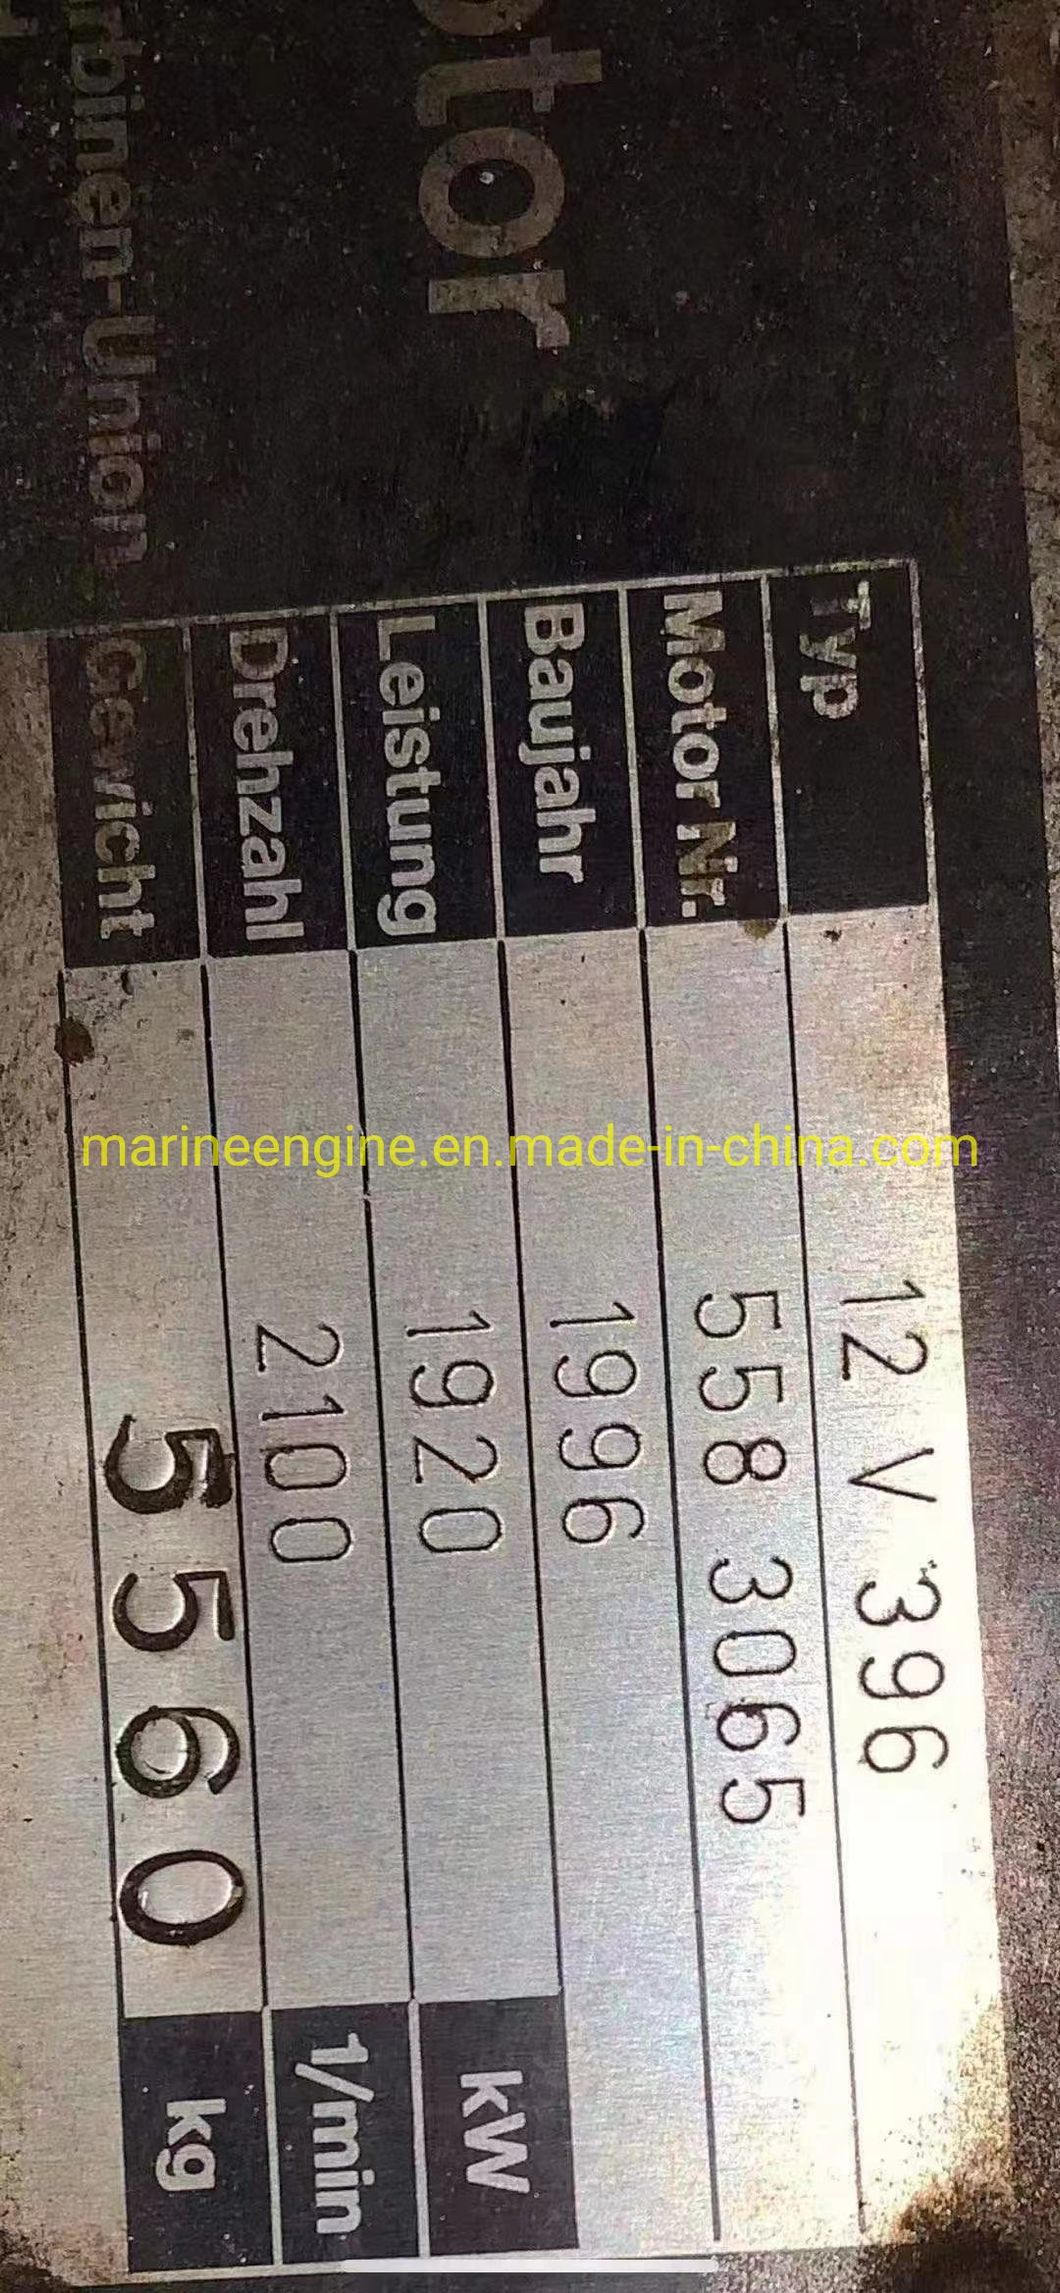 otor
rbinen-Union
Typ 12 V 396
Motor Nr. 558 3065
Baujahr 1996
Leistung 1920 kW
Drehzahl 2100 1/min
Gewicht 5560 kg
marineengine.en.made-in-china.com